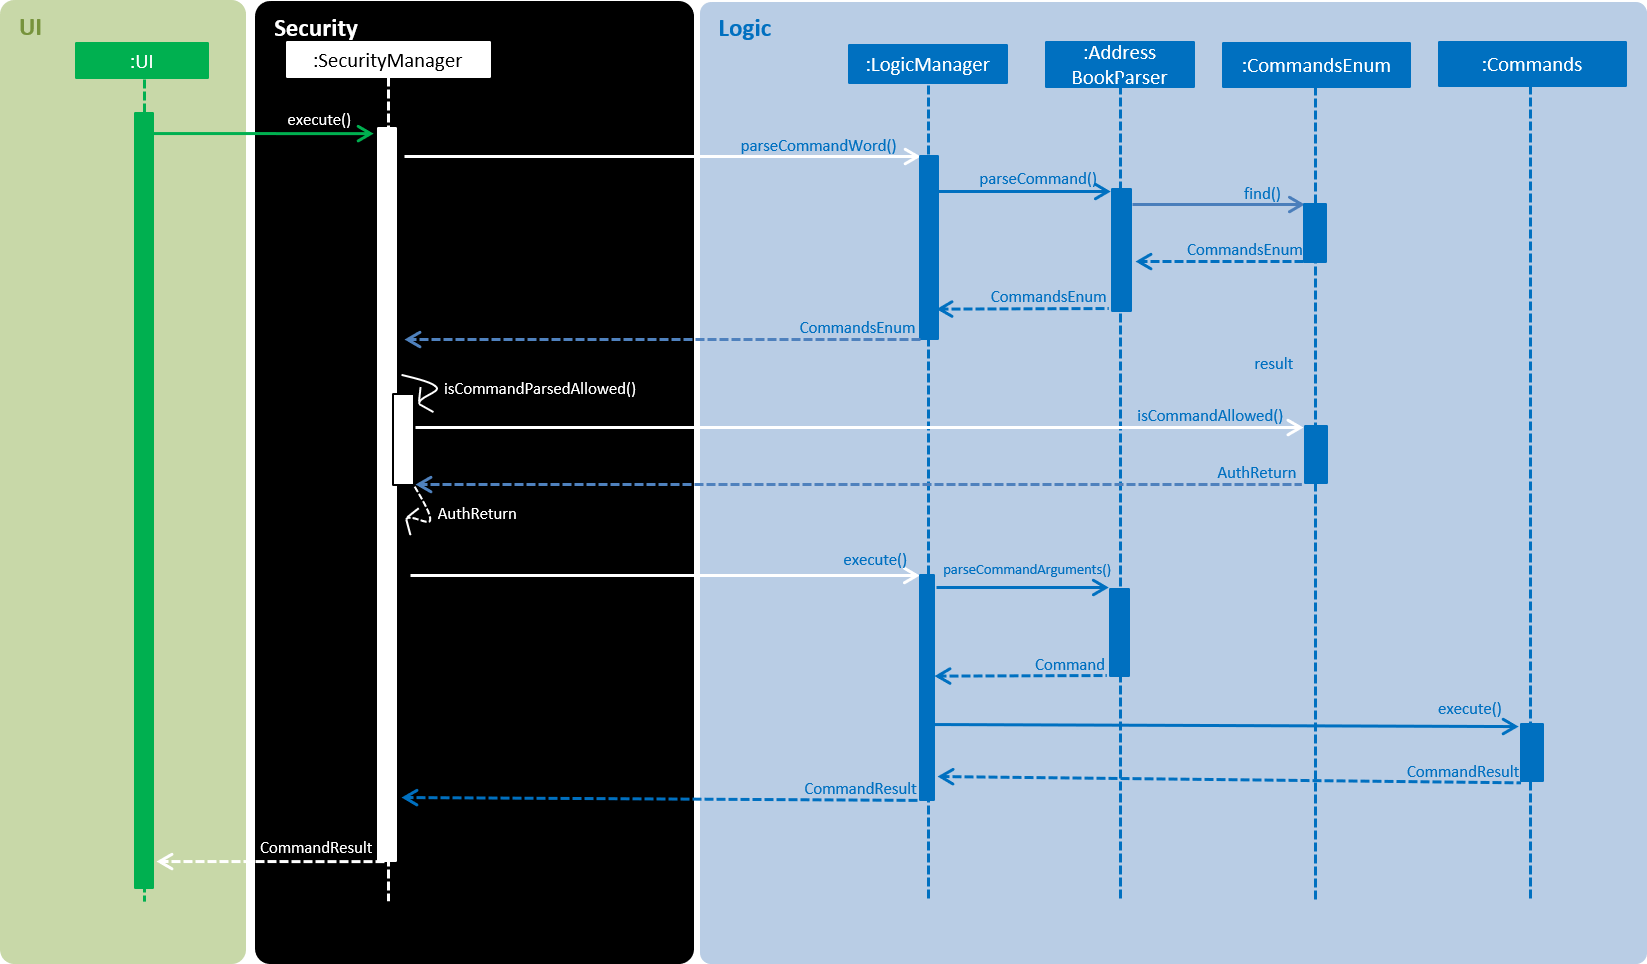 UI
Security
Logic
:UI
:SecurityManager
:LogicManager
:Address
BookParser
:CommandsEnum
:Commands
execute()
parseCommandWord()
parseCommand()
find()
CommandsEnum
CommandsEnum
CommandsEnum
result
isCommandParsedAllowed()
isCommandAllowed()
AuthReturn
AuthReturn
execute()
parseCommandArguments()
Command
execute()
CommandResult
CommandResult
CommandResult